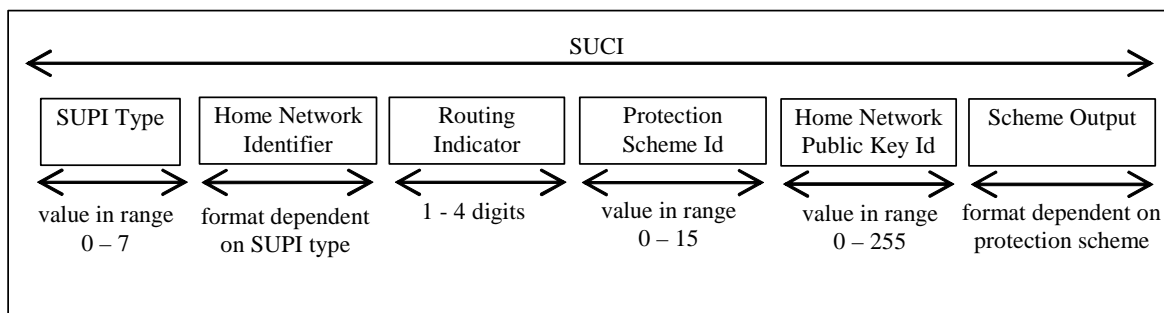 SUCI
SUPI Type
Home Network
Identifier
Routing
Indicator
Protection
Scheme Id
Home Network
Public Key Id
Scheme Output
value in range
0 – 7
format dependent
on SUPI type
1 - 4 digits
value in range
0 – 15
value in range
0 – 255
format dependent on
protection scheme